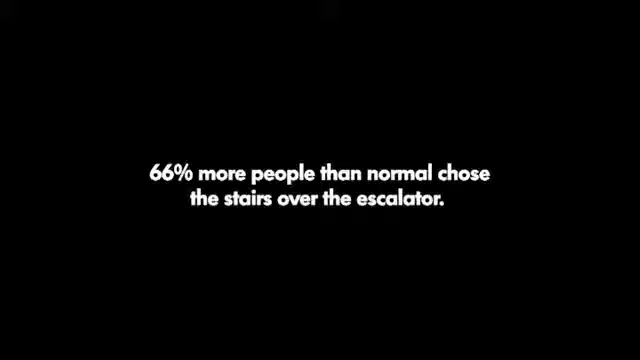 66% more people than normal chose
the stairs over the escalator.